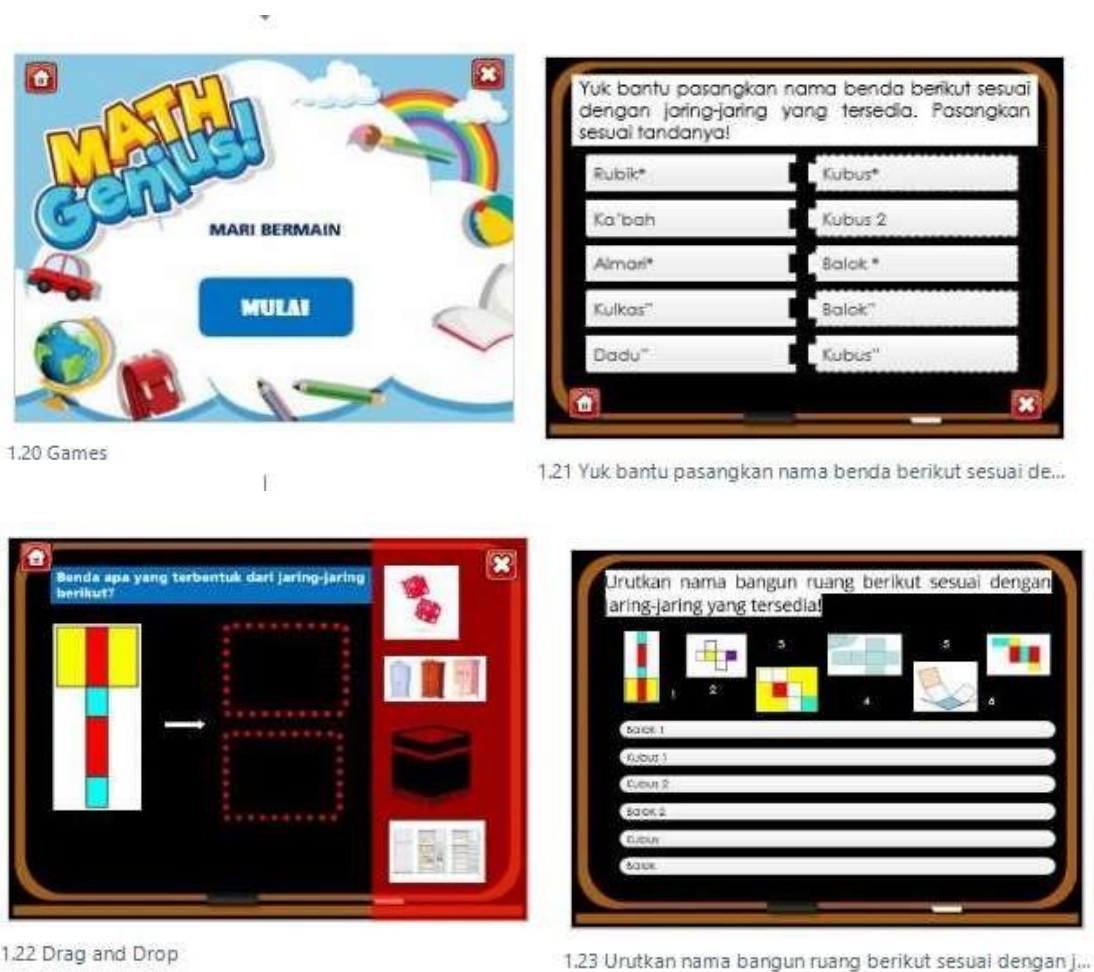 MATH
Genius!
MARI BERMAIN
MULAI
1.20 Games
Yuk bantu pasangkan nama benda berikut sesuai
dengan jaring-jaring yang tersedia. Pasangkan
sesuai tandanya!
Rubik* Kubus*
Ka'bah Kubus 2
Almari* Balok *
Kulkas" Balok"
Dadu" Kubus"
1.21 Yuk bantu pasangkan nama benda berikut sesuai de...
Benda apa yang terbentuk dari jaring-jaring
berikut?
1.22 Drag and Drop
Urutkan nama bangun ruang berikut sesuai dengan
aring-jaring yang tersedia!
1
2
3
4
5
6
Balok 1
Kubus 1
Kubus 2
Balok 2
Kubus
Balok
1.23 Urutkan nama bangun ruang berikut sesuai dengan j...